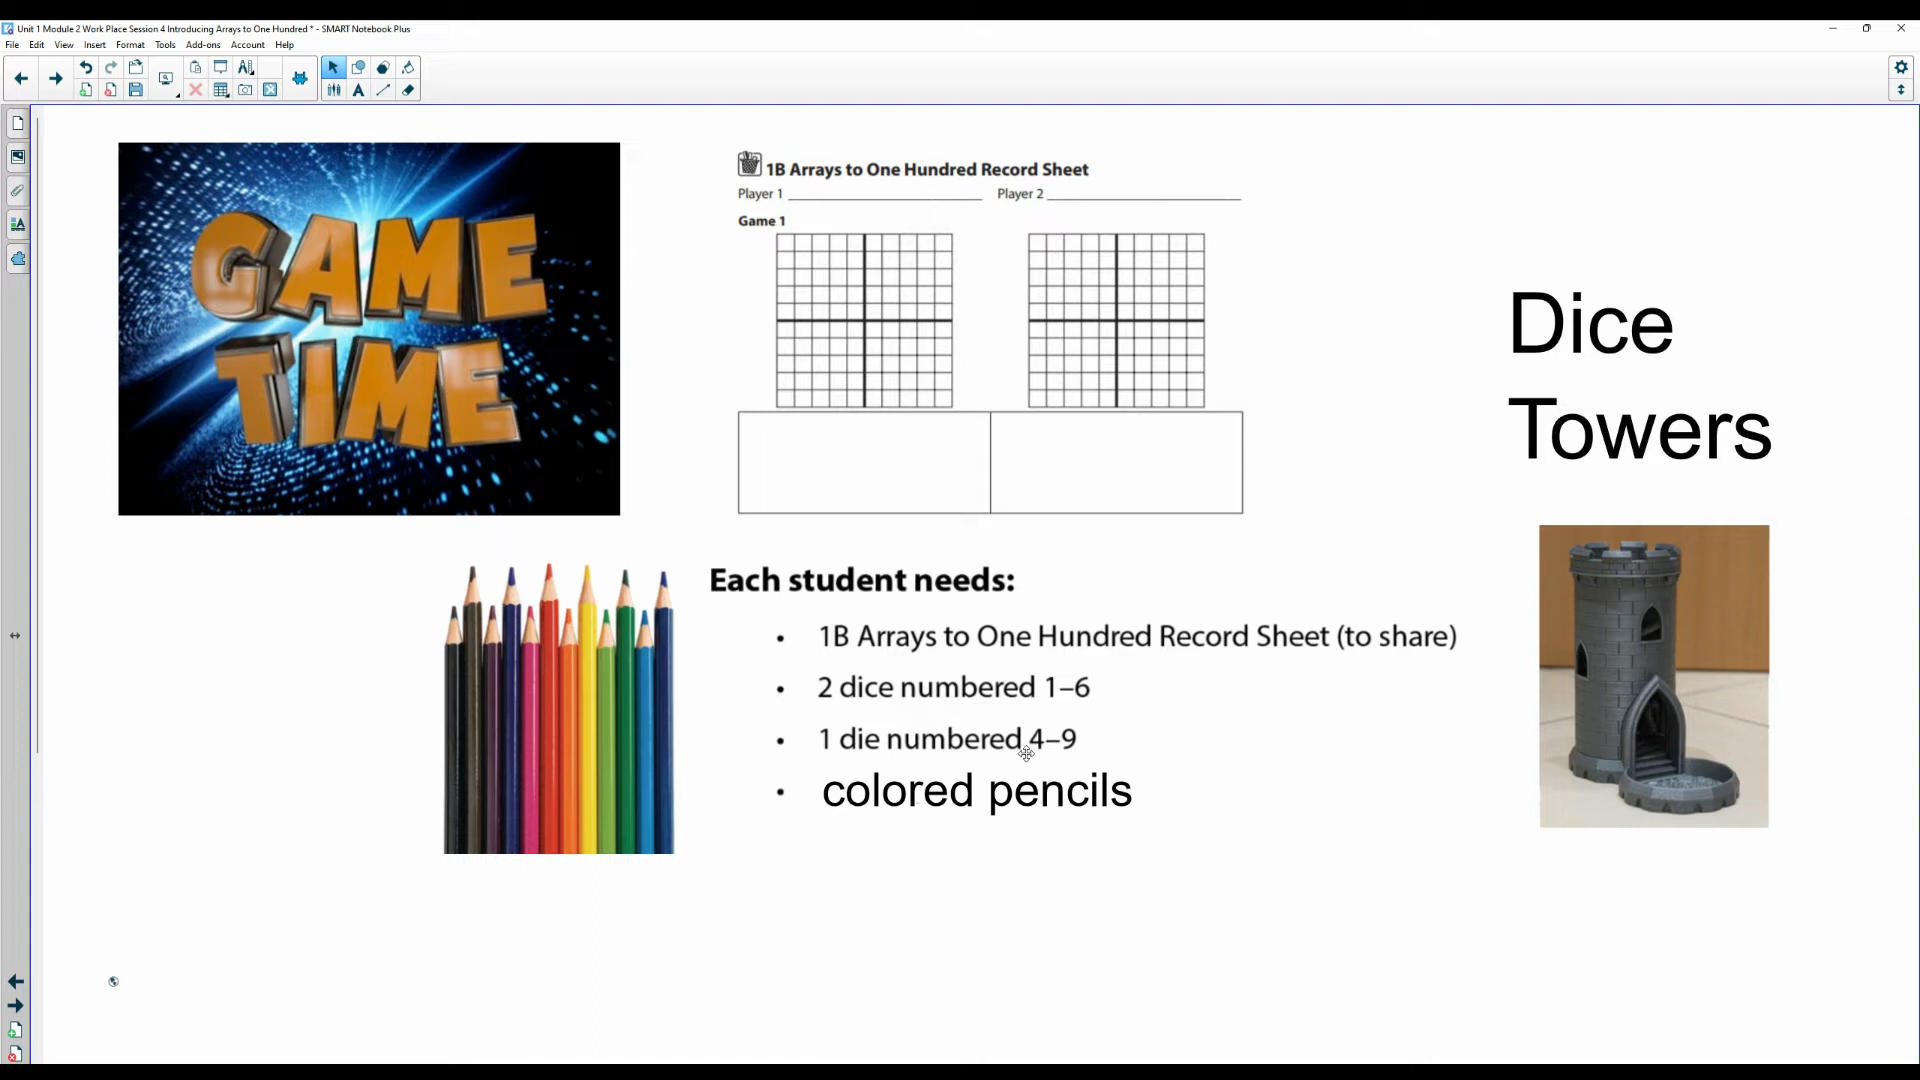 Unit 1 Module 2 Work Place Session 4 Introducing Arrays to One Hundred * - SMART Notebook Plus
File Edit View Insert Format Tools Add-ons Account Help
GAME
TIME
1B Arrays to One Hundred Record Sheet
Player 1 Player 2
Game 1
Dice
Towers
Each student needs:
• 1B Arrays to One Hundred Record Sheet (to share)
• 2 dice numbered 1–6
• 1 die numbered 4–9
• colored pencils